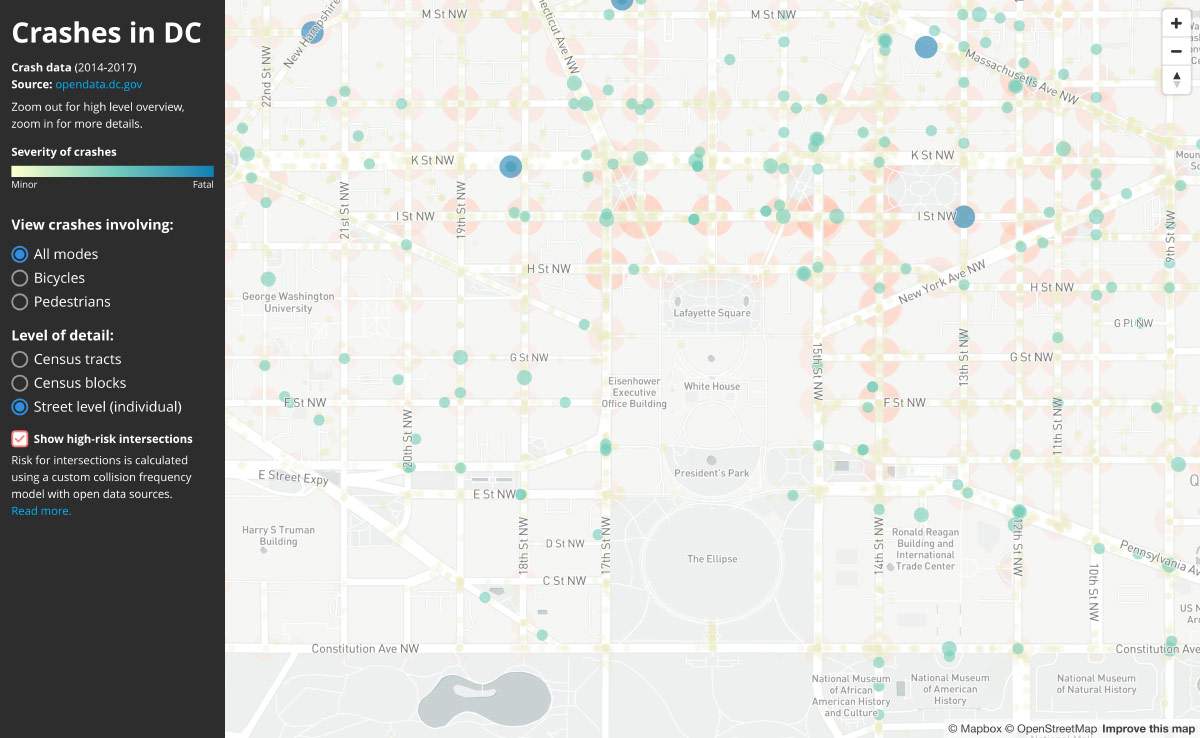 Crashes in DC
Crash data (2014-2017)
Source: opendata.dc.gov
Zoom out for high level overview,
zoom in for more details.
Severity of crashes
Minor
Fatal
View crashes involving:
All modes
Bicycles
Pedestrians
Level of detail:
Census tracts
Census blocks
Street level (individual)
Show high-risk intersections
Risk for intersections is calculated
using a custom collision frequency
model with open data sources.
Read more.
M St NW
M St NW
New Hampshire
22nd St NW
Ave NW
Massachusetts Ave NW
K St NW
K St NW
21st St NW
19th St NW
I St NW
I St NW
9th St NW
H St NW
New York Ave NW
H St NW
George Washington
University
Lafayette Square
G Pl NW
15th St NW
13th St NW
G St NW
G St NW
White House
Eisenhower
Executive
Office Building
F St NW
F St NW
20th St NW
11th St NW
E Street Expy
President's Park
E St NW
Harry S Truman
Building
18th St NW
17th St NW
D St NW
C St NW
The Ellipse
14th St NW
Ronald Reagan
Building and
International
Trade Center
12th St NW
10th St NW
Pennsylvania Av
US N
Constitution Ave NW
Constitution Ave
National Museum
of African
American History
and Culture
National Museum
of American
History
National Museum
of Natural History
© Mapbox © OpenStreetMap Improve this map